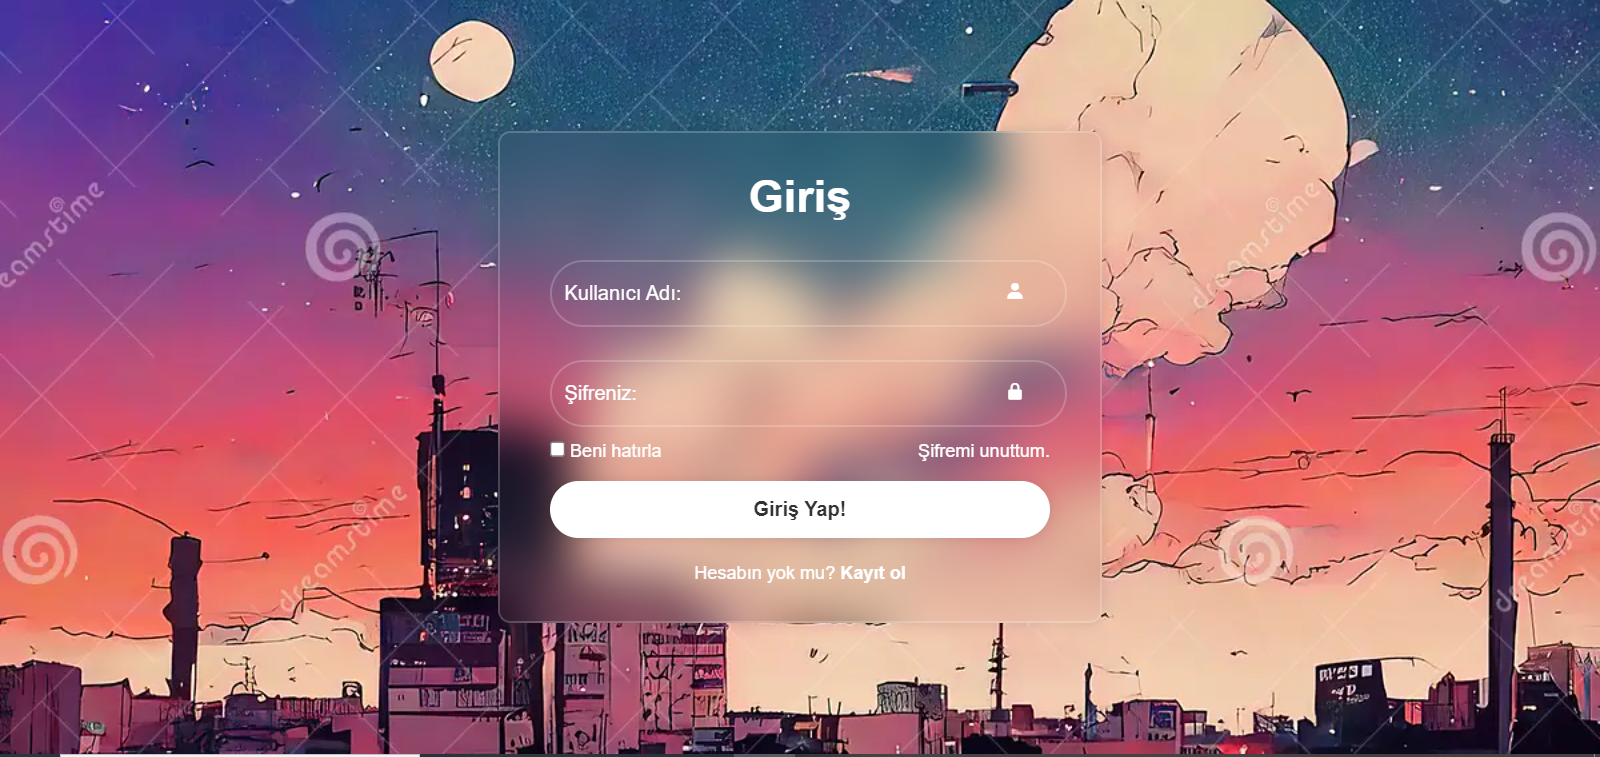 Giriş
Kullanıcı Adı:
Şifreniz:
Beni hatırla
Şifremi unuttum.
Giriş Yap!
Hesabın yok mu? Kayıt ol
dreamstime
dreamstime
dreamstime
dreamstime